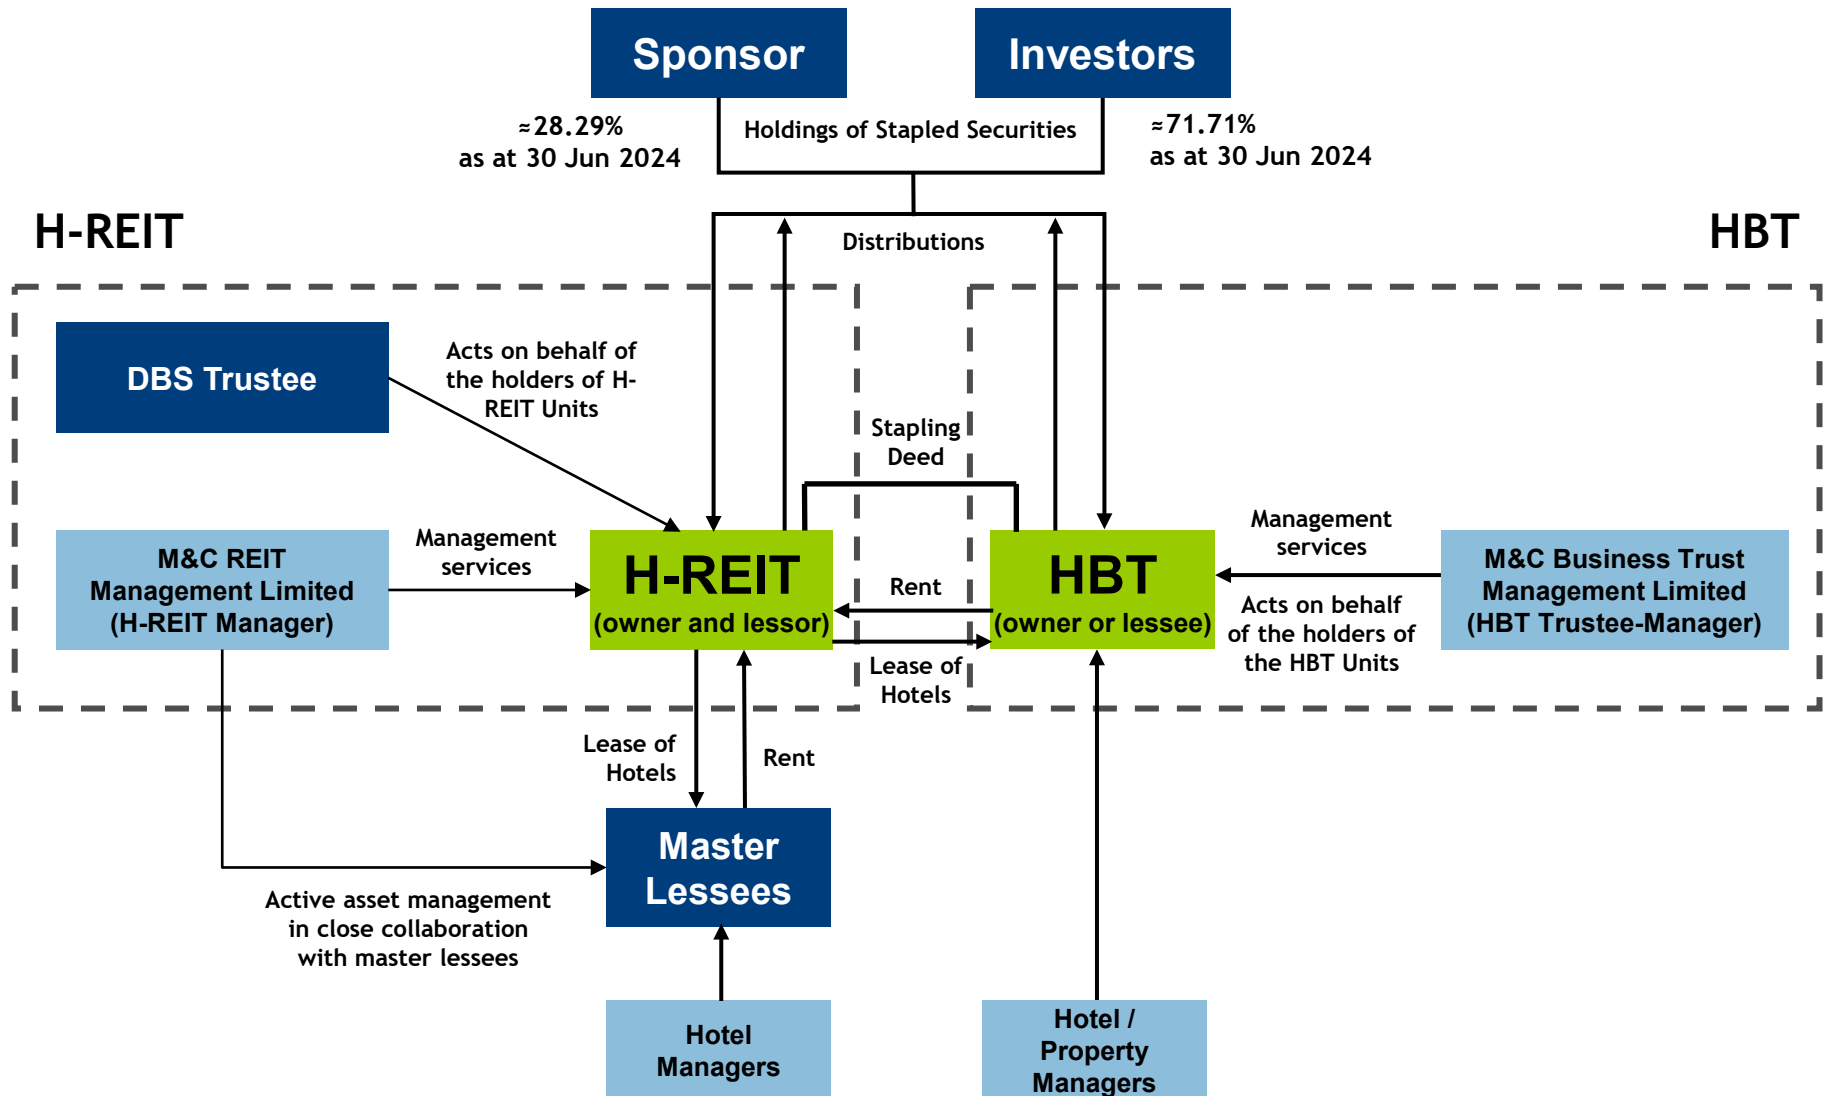 Sponsor
Investors
≈28.29%
as at 30 Jun 2024
Holdings of Stapled Securities
≈71.71%
as at 30 Jun 2024
H-REIT
HBT
Distributions
DBS Trustee
Acts on behalf of
the holders of H-
REIT Units
Stapling
Deed
M&C REIT
Management Limited
(H-REIT Manager)
Management
services
H-REIT
(owner and lessor)
Rent
Lease of
Hotels
HBT
(owner or lessee)
Management
services
Acts on behalf
of the holders of
the HBT Units
M&C Business Trust
Management Limited
(HBT Trustee-Manager)
Lease of
Hotels
Rent
Master
Lessees
Active asset management
in close collaboration
with master lessees
Hotel
Managers
Hotel /
Property
Managers